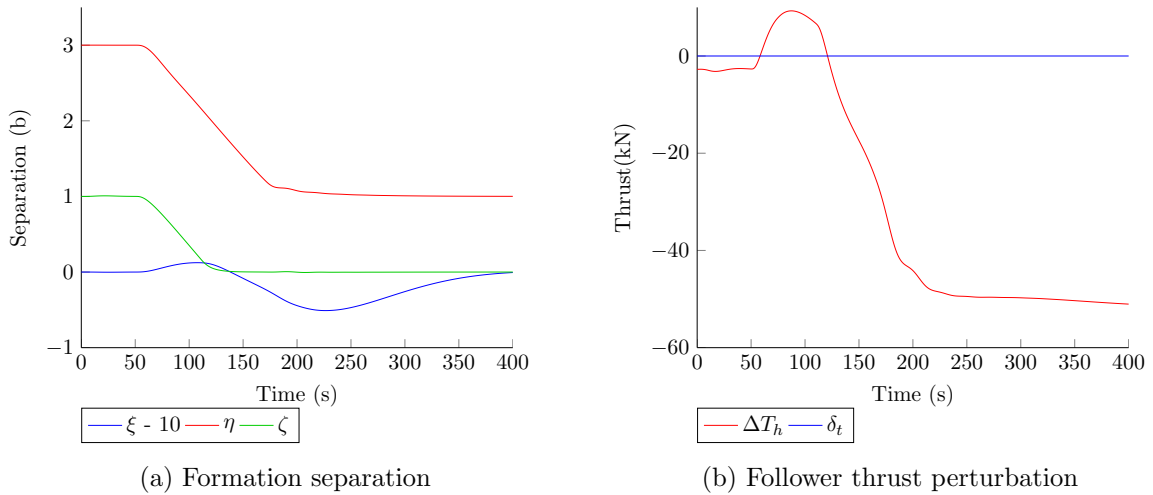 3
2
1
0
−1
0 50 100 150 200 250 300 350 400
Separation (b)
Time (s)
ξ - 10 η ζ
(a) Formation separation
0
−20
−40
−60
0 50 100 150 200 250 300 350 400
Thrust(kN)
Time (s)
ΔT_h δ_t
(b) Follower thrust perturbation